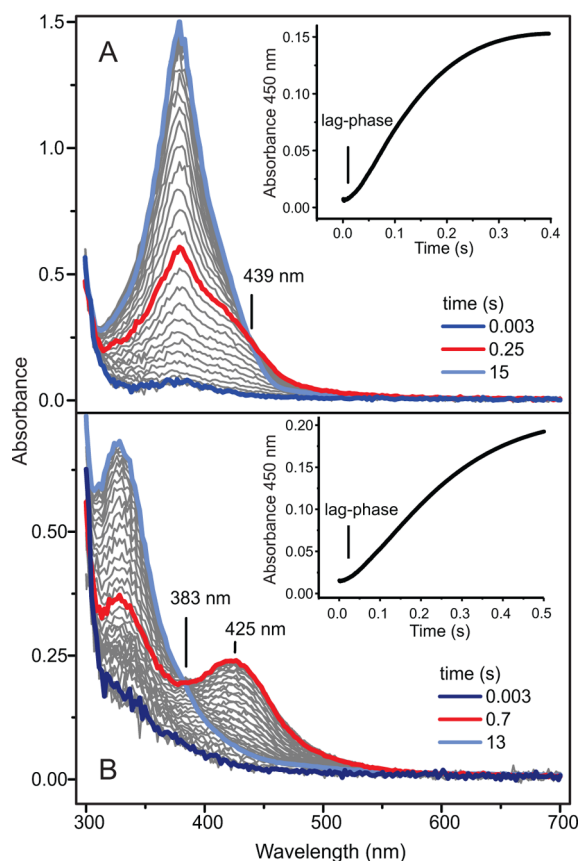 A
1.5
1.0
0.5
0.0
439 nm
time (s)
0.003
0.25
15
Absorbance 450 nm
0.15
0.10
0.05
0.00
lag-phase
0.0 0.1 0.2 0.3 0.4
Time (s)
Absorbance
B
0.50
0.25
0.00
383 nm
425 nm
time (s)
0.003
0.7
13
Absorbance 450 nm
0.20
0.15
0.10
0.05
0.00
lag-phase
0.0 0.1 0.2 0.3 0.4 0.5
Time (s)
300 400 500 600 700
Wavelength (nm)